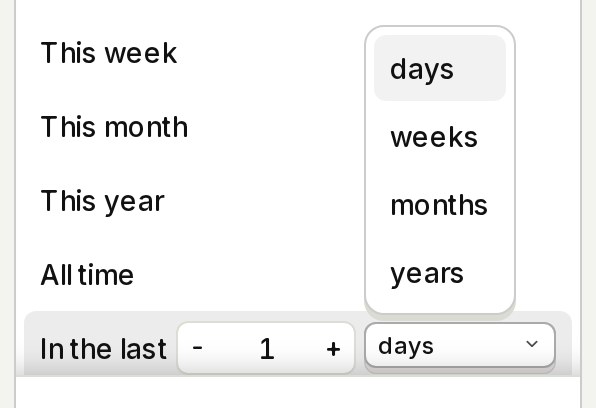 This week
This month
This year
All time
In the last - 1 + days
days
weeks
months
years